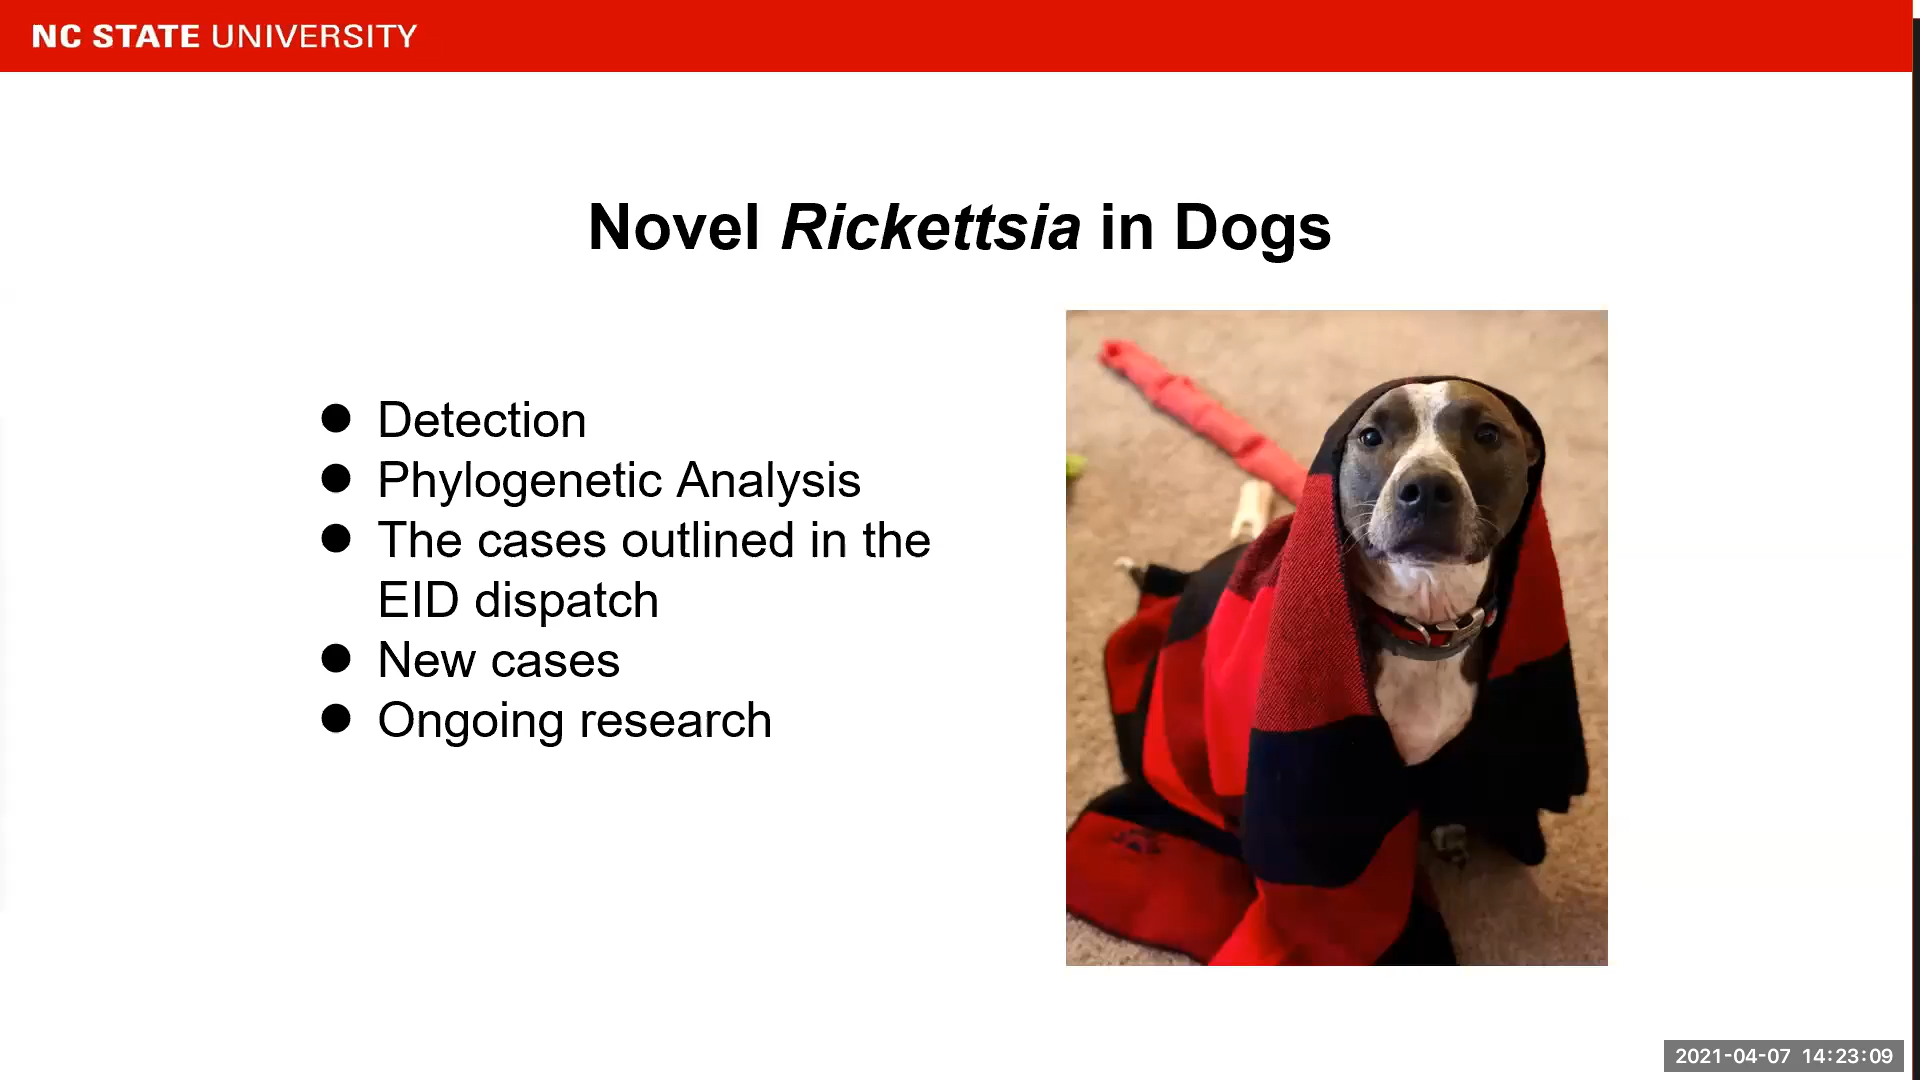 NC STATE UNIVERSITY
Novel Rickettsia in Dogs
● Detection
● Phylogenetic Analysis
● The cases outlined in the
EID dispatch
● New cases
● Ongoing research
2021-04-07 14:23:09